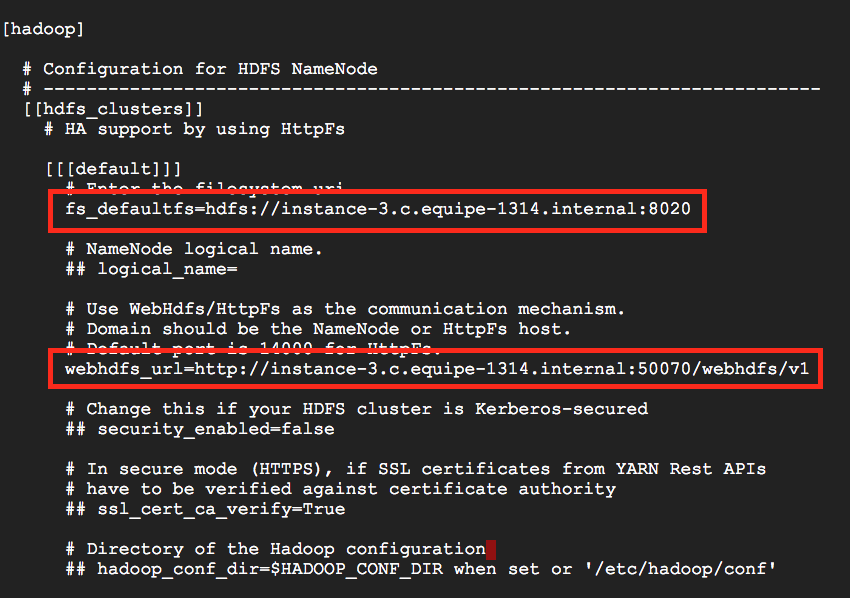 [hadoop]
# Configuration for HDFS NameNode
# ------------------------------------------------------------------------
[[hdfs_clusters]]
# HA support by using HttpFs
[[[default]]]
# Enter the filesystem uri
fs_defaultfs=hdfs://instance-3.c.equipe-1314.internal:8020
# NameNode logical name.
## logical_name=
# Use WebHdfs/HttpFs as the communication mechanism.
# Domain should be the NameNode or HttpFs host.
# Default port is 14000 for HttpFs.
webhdfs_url=http://instance-3.c.equipe-1314.internal:50070/webhdfs/v1
# Change this if your HDFS cluster is Kerberos-secured
## security_enabled=false
# In secure mode (HTTPS), if SSL certificates from YARN Rest APIs
# have to be verified against certificate authority
## ssl_cert_ca_verify=True
# Directory of the Hadoop configuration
## hadoop_conf_dir=$HADOOP_CONF_DIR when set or '/etc/hadoop/conf'